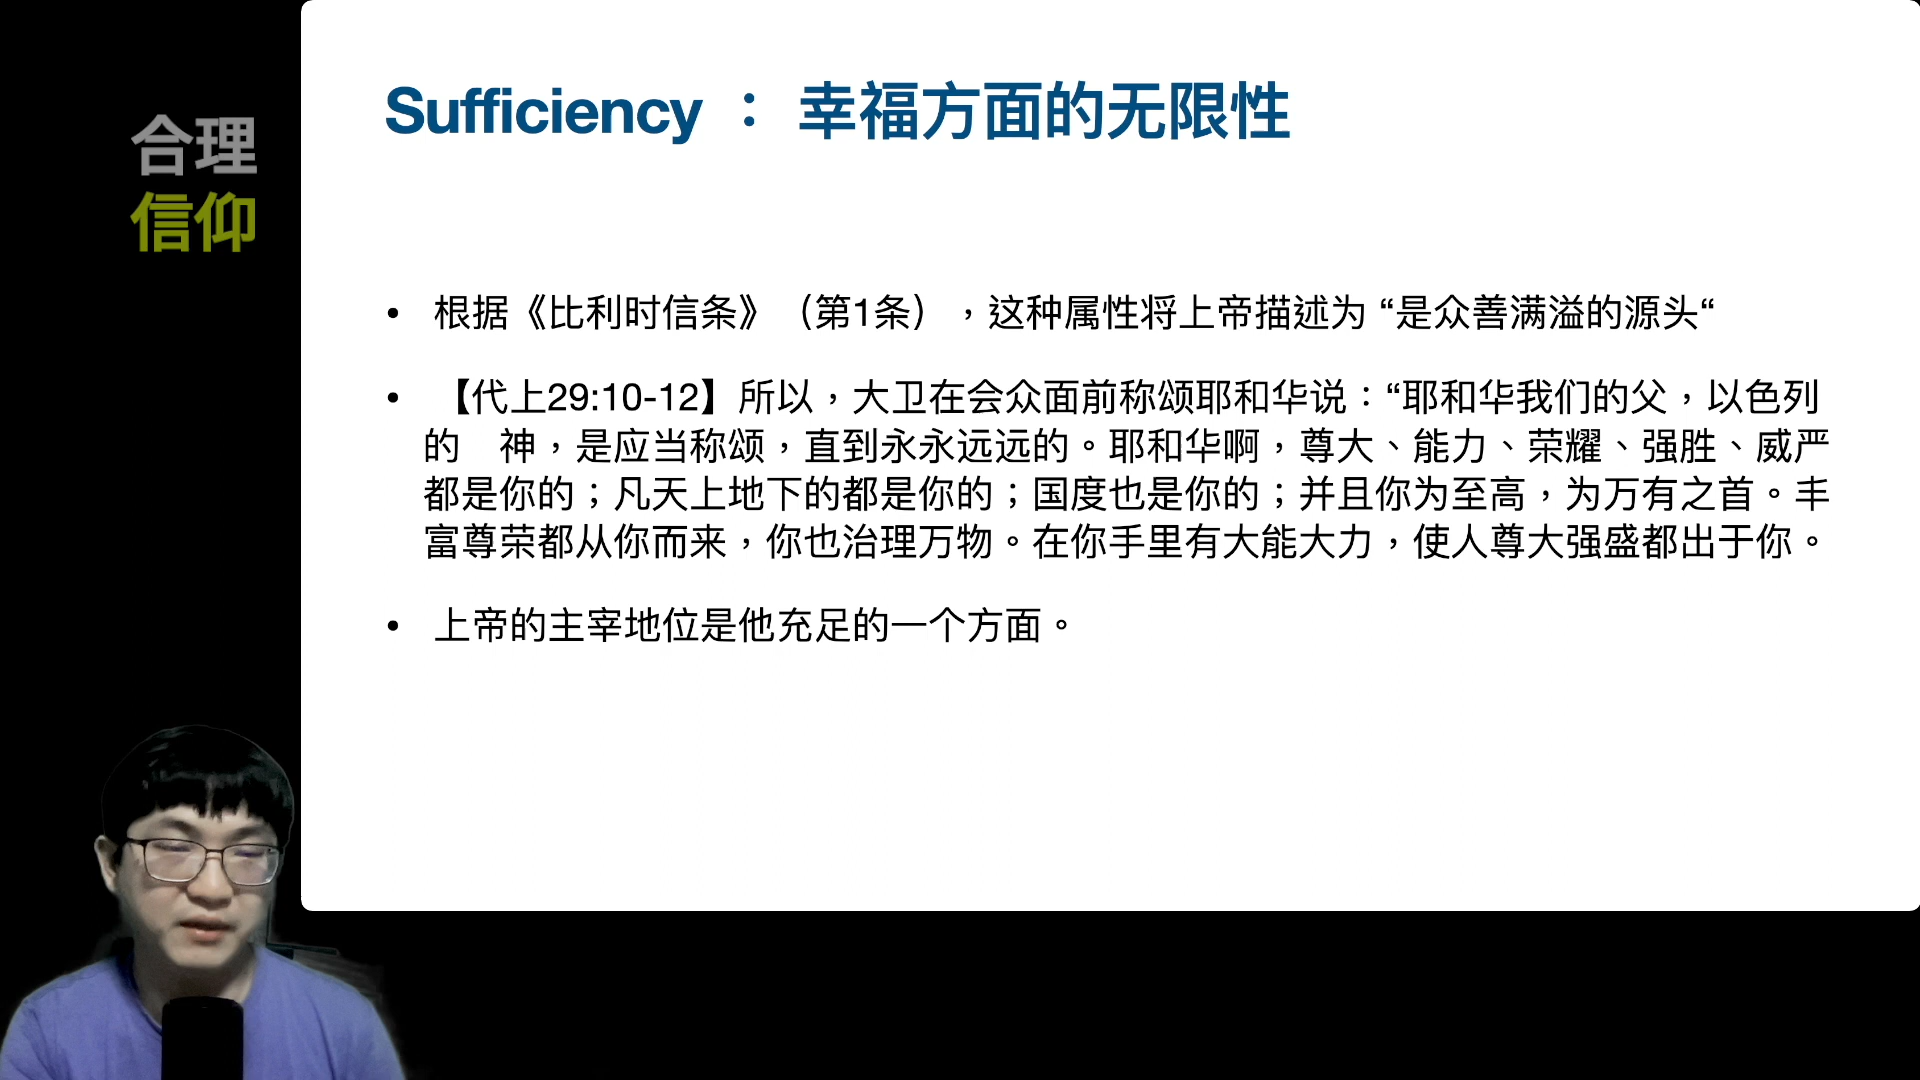 合理
信仰
Sufficiency ： 幸福方面的无限性
• 根据《比利时信条》（第1条），这种属性将上帝描述为 “是众善满溢的源头“
• 【代上29:10-12】所以，大卫在会众面前称颂耶和华说：“耶和华我们的父，以色列
的　神，是应当称颂，直到永永远远的。耶和华啊，尊大、能力、荣耀、强胜、威严
都是你的；凡天上地下的都是你的；国度也是你的；并且你为至高，为万有之首。丰
富尊荣都从你而来，你也治理万物。在你手里有大能大力，使人尊大强盛都出于你。
• 上帝的主宰地位是他充足的一个方面。